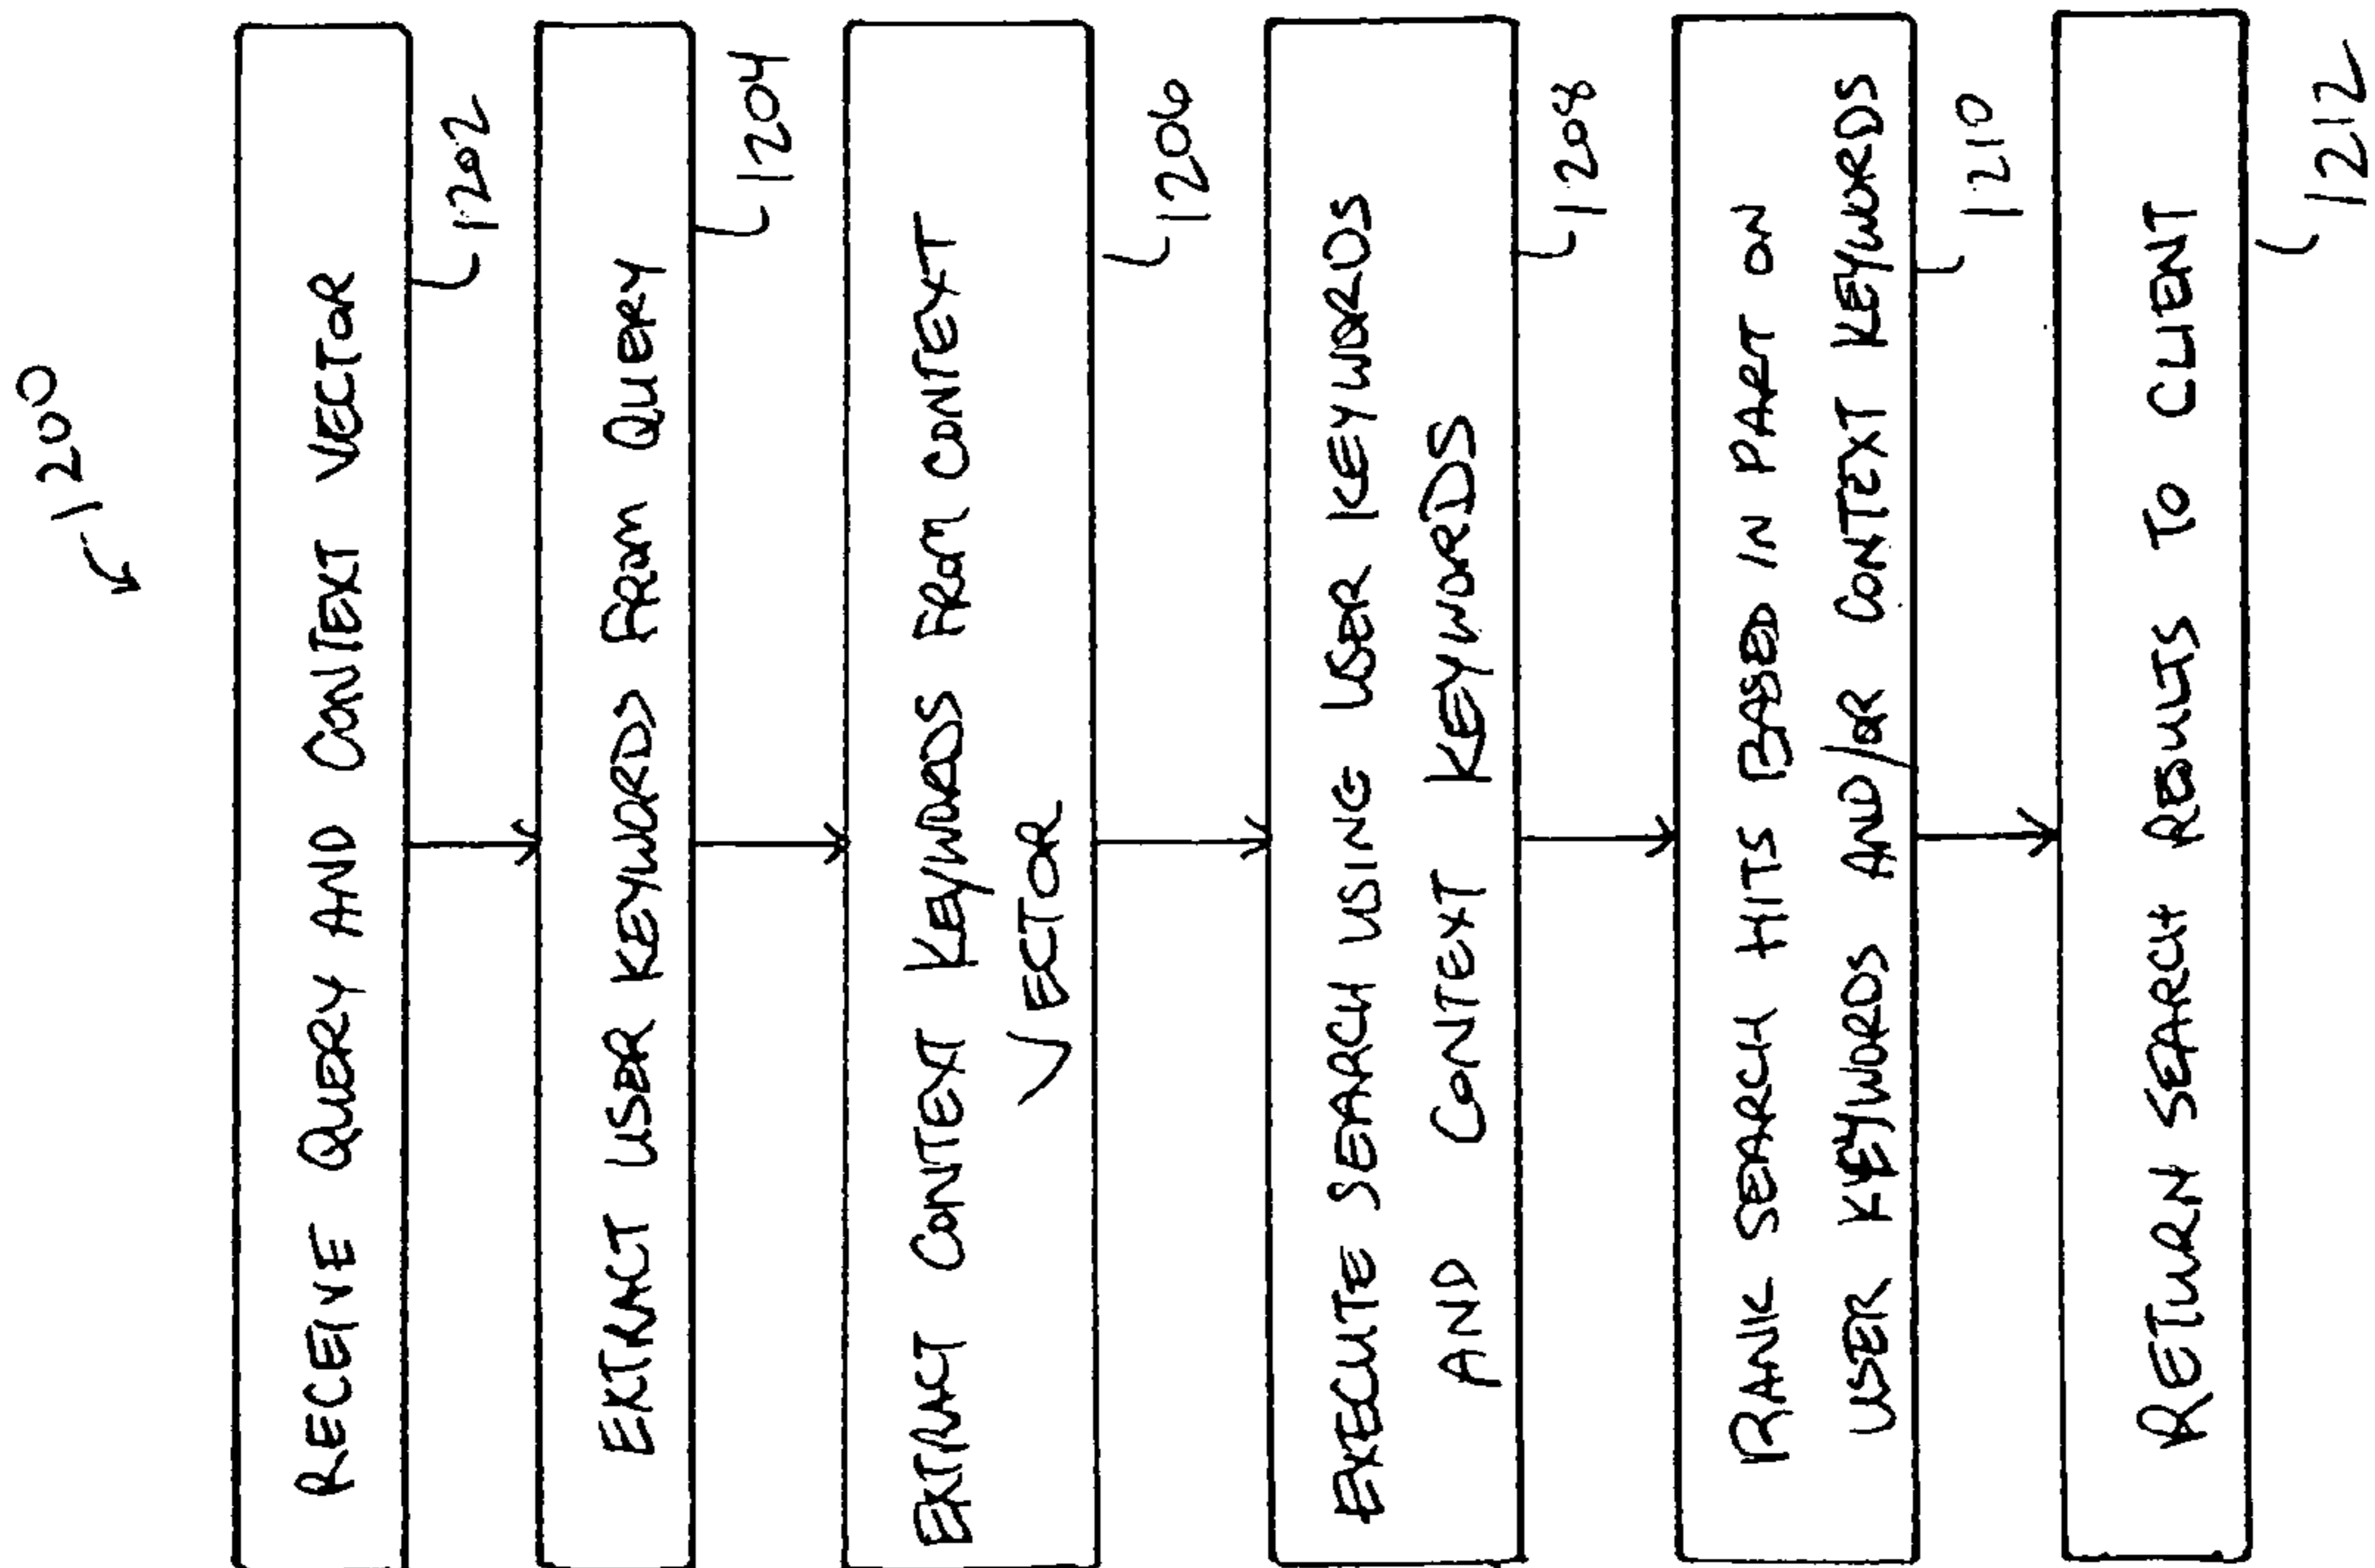 1200
RECEIVE QUERY AND CONTEXT VECTOR
1202
EXTRACT USER KEYWORDS FROM QUERY
1204
EXTRACT CONTEXT KEYWORDS FROM CONTEXT
VECTOR
1206
EXECUTE SEARCH USING USER KEYWORDS
AND CONTEXT KEYWORDS
1208
RANK SEARCH HITS BASED IN PART ON
USER KEYWORDS AND/OR CONTEXT KEYWORDS
1210
RETURN SEARCH RESULTS TO CLIENT
1212